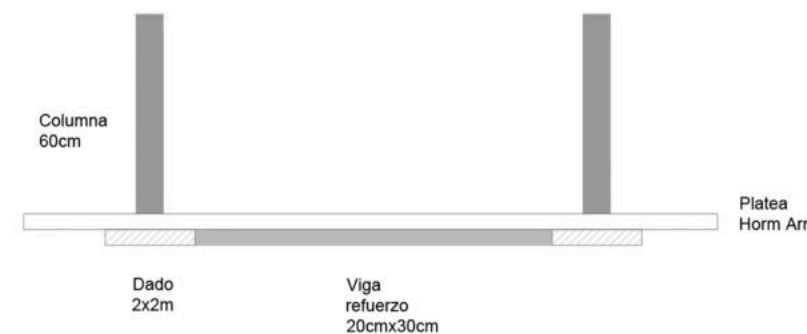 Columna
60cm
Platea
Horm Arm
Dado
2x2m
Viga
refuerzo
20cmx30cm